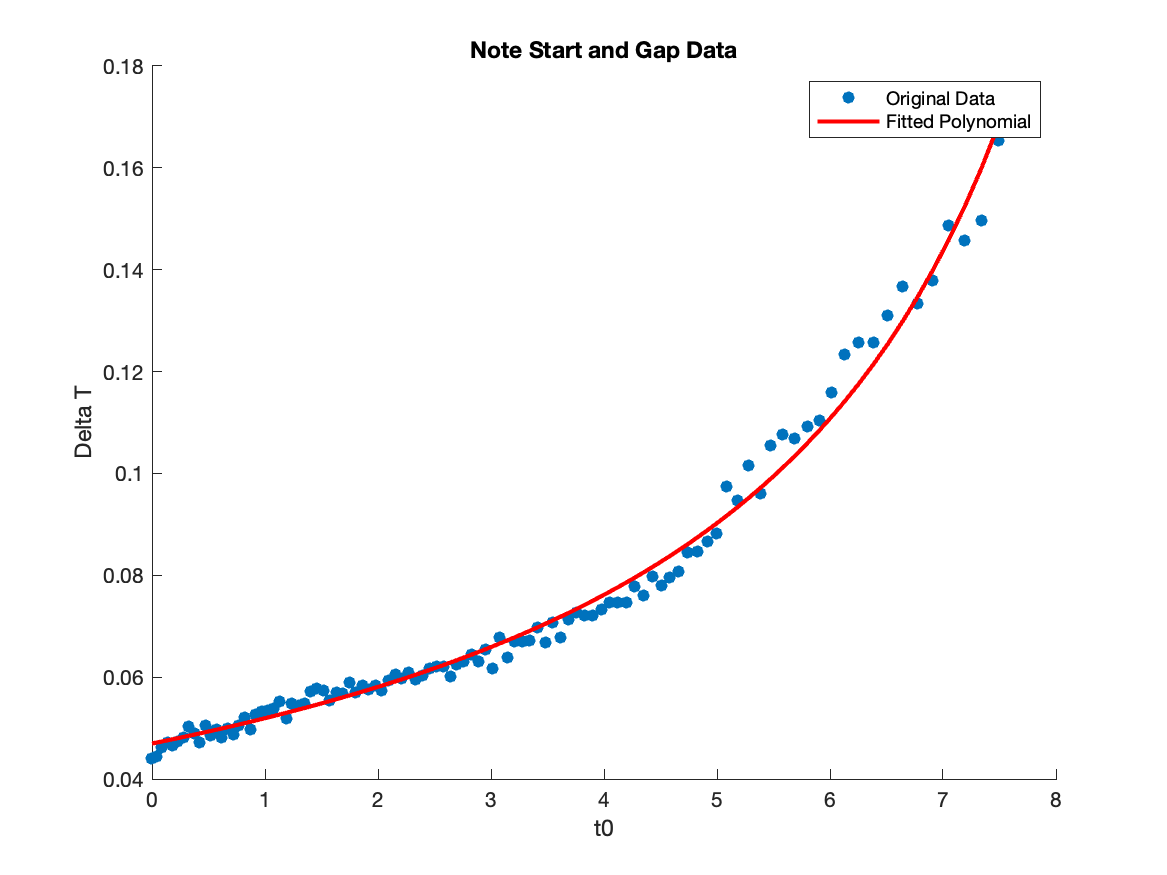 Note Start and Gap Data
0.18
0.16
0.14
0.12
0.1
0.08
0.06
0.04
Delta T
Original Data
Fitted Polynomial
0 1 2 3 4 5 6 7 8
t0